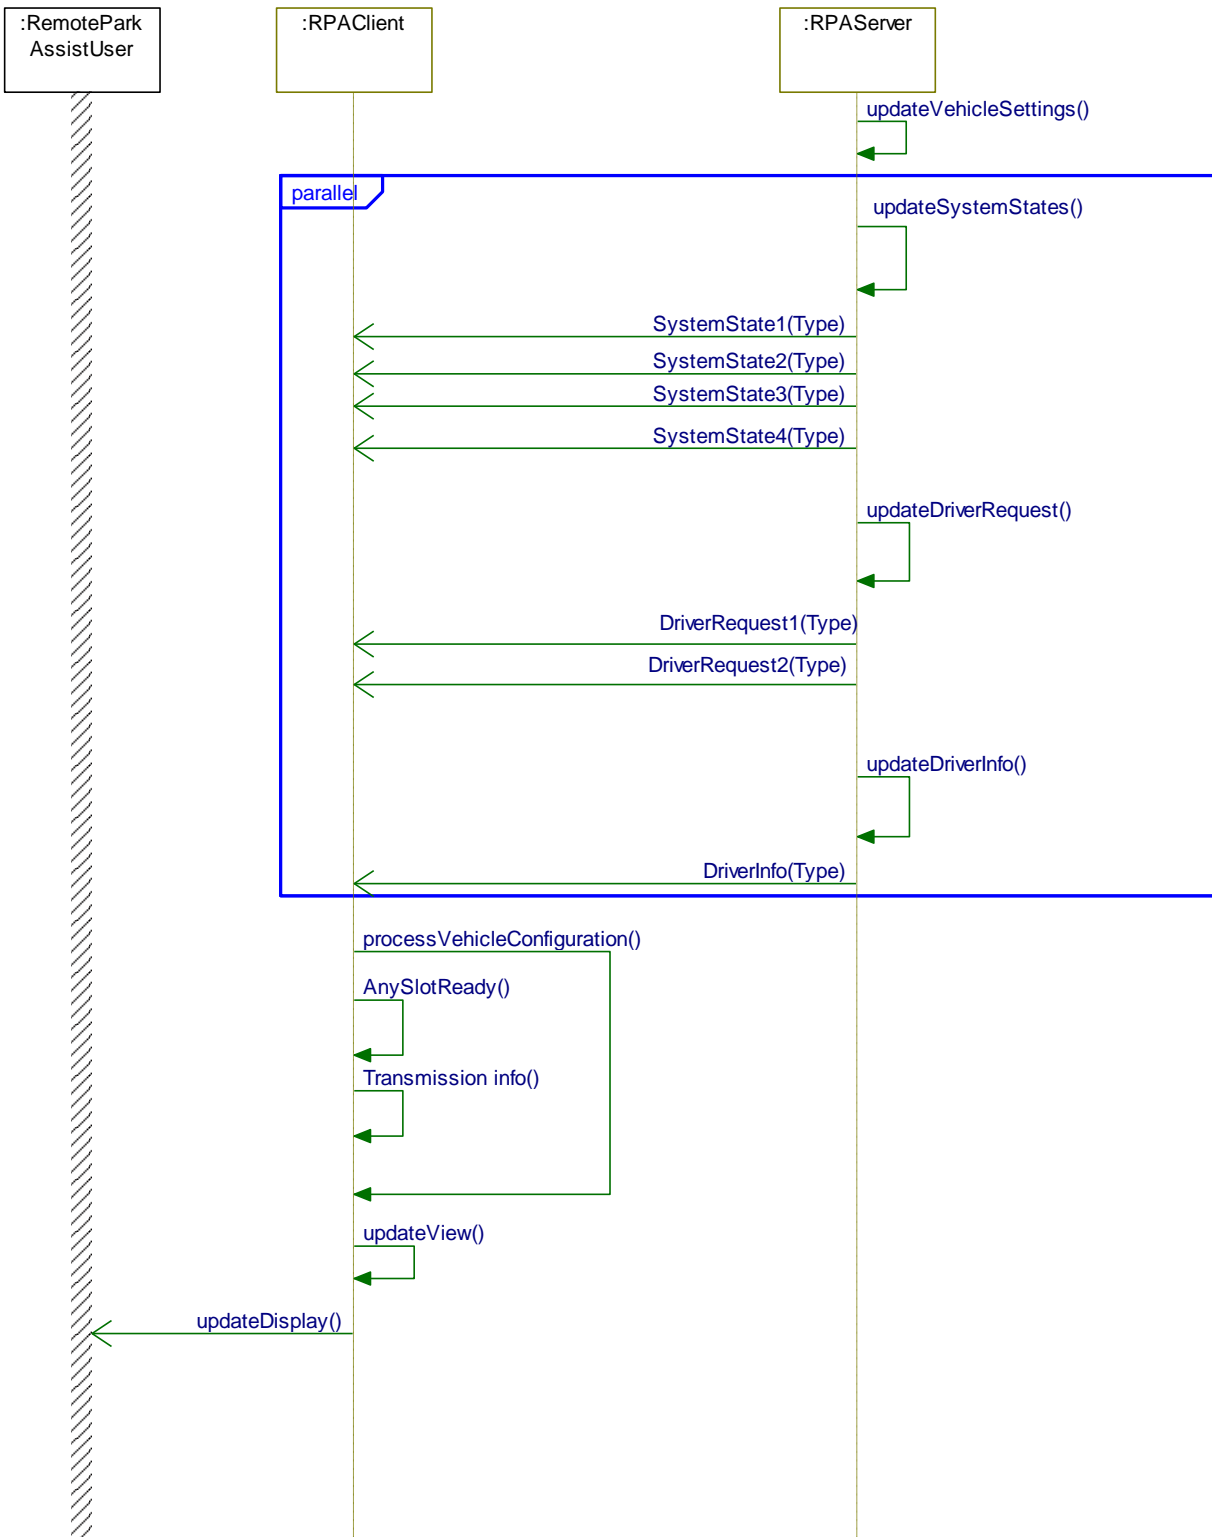 :RemotePark
AssistUser
:RPAClient
:RPAServer
updateVehicleSettings()
parallel
updateSystemStates()
SystemState1(Type)
SystemState2(Type)
SystemState3(Type)
SystemState4(Type)
updateDriverRequest()
DriverRequest1(Type)
DriverRequest2(Type)
updateDriverInfo()
DriverInfo(Type)
processVehicleConfiguration()
AnySlotReady()
Transmission info()
updateView()
updateDisplay()